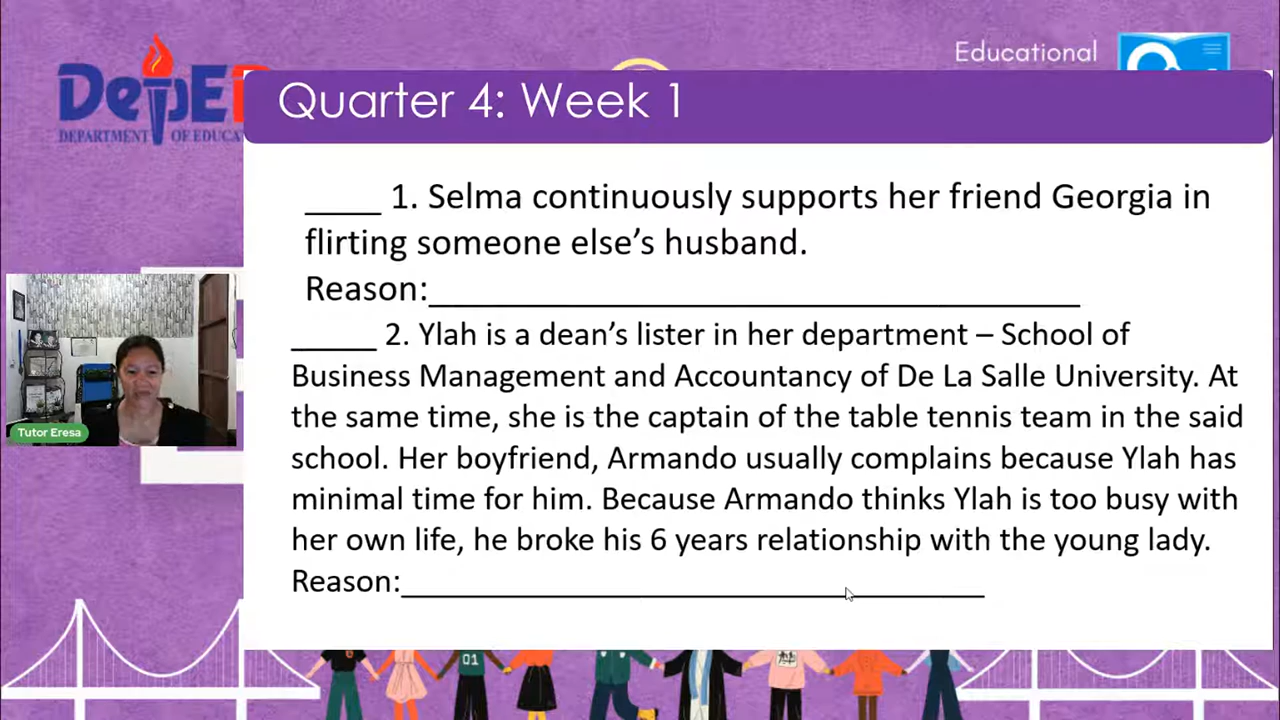 Educational
DepED
DEPARTMENT OF EDUCA
Quarter 4: Week 1
____ 1. Selma continuously supports her friend Georgia in
flirting someone else’s husband.
Reason:___________________________________
_____ 2. Ylah is a dean’s lister in her department – School of
Business Management and Accountancy of De La Salle University. At
the same time, she is the captain of the table tennis team in the said
school. Her boyfriend, Armando usually complains because Ylah has
minimal time for him. Because Armando thinks Ylah is too busy with
her own life, he broke his 6 years relationship with the young lady.
Reason:___________________________________
Tutor Eresa
01